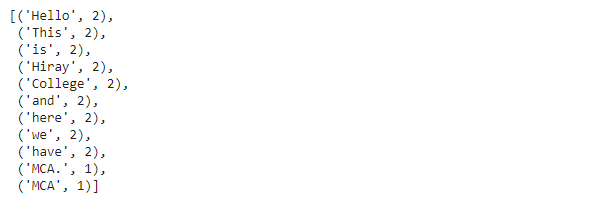 [('Hello', 2),
('This', 2),
('is', 2),
('Hiray', 2),
('College', 2),
('and', 2),
('here', 2),
('we', 2),
('have', 2),
('MCA.', 1),
('MCA', 1)]